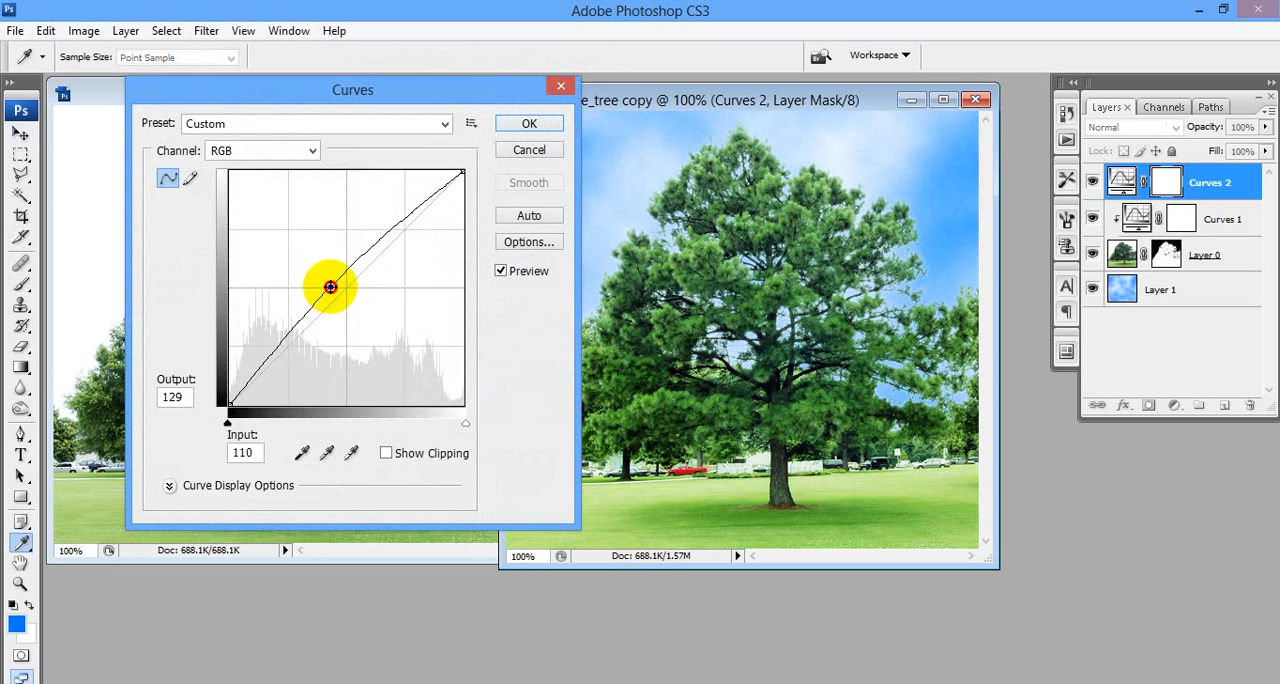 Ps Adobe Photoshop CS3
File Edit Image Layer Select Filter View Window Help
Sample Size: Point Sample Workspace
Ps
Curves
Preset: Custom
OK
Channel: RGB
Cancel
Smooth
Auto
Options...
Preview
Output:
129
Input:
110
Show Clipping
Curve Display Options
100% Doc: 688.1K/688.1K
e_tree copy @ 100% (Curves 2, Layer Mask/8)
100% Doc: 688.1K/1.57M
Layers x Channels Paths
Normal Opacity: 100%
Lock: Fill: 100%
Curves 2
Curves 1
Layer 0
Layer 1